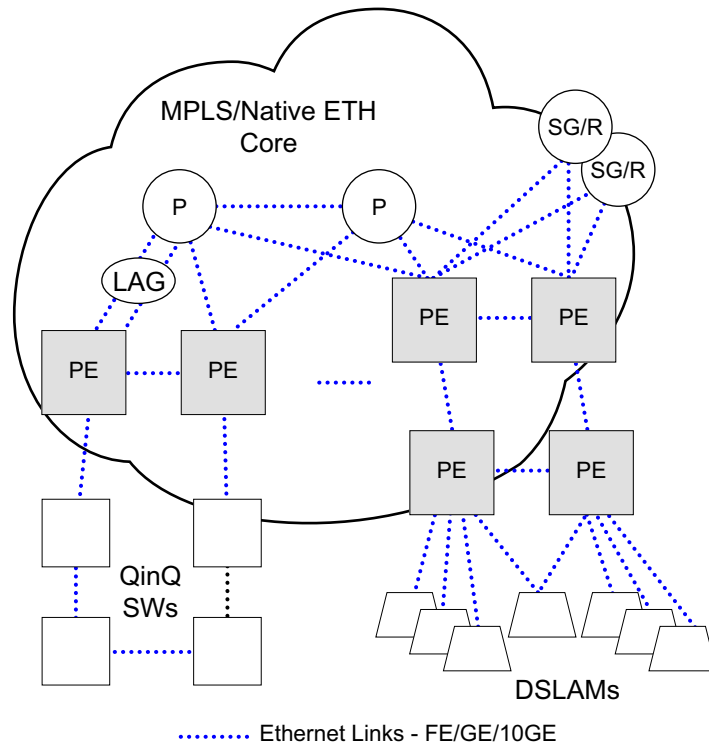 MPLS/Native ETH
Core
SG/R
SG/R
P
P
LAG
PE
PE
PE
PE
PE
PE
QinQ
SWs
DSLAMs
Ethernet Links - FE/GE/10GE